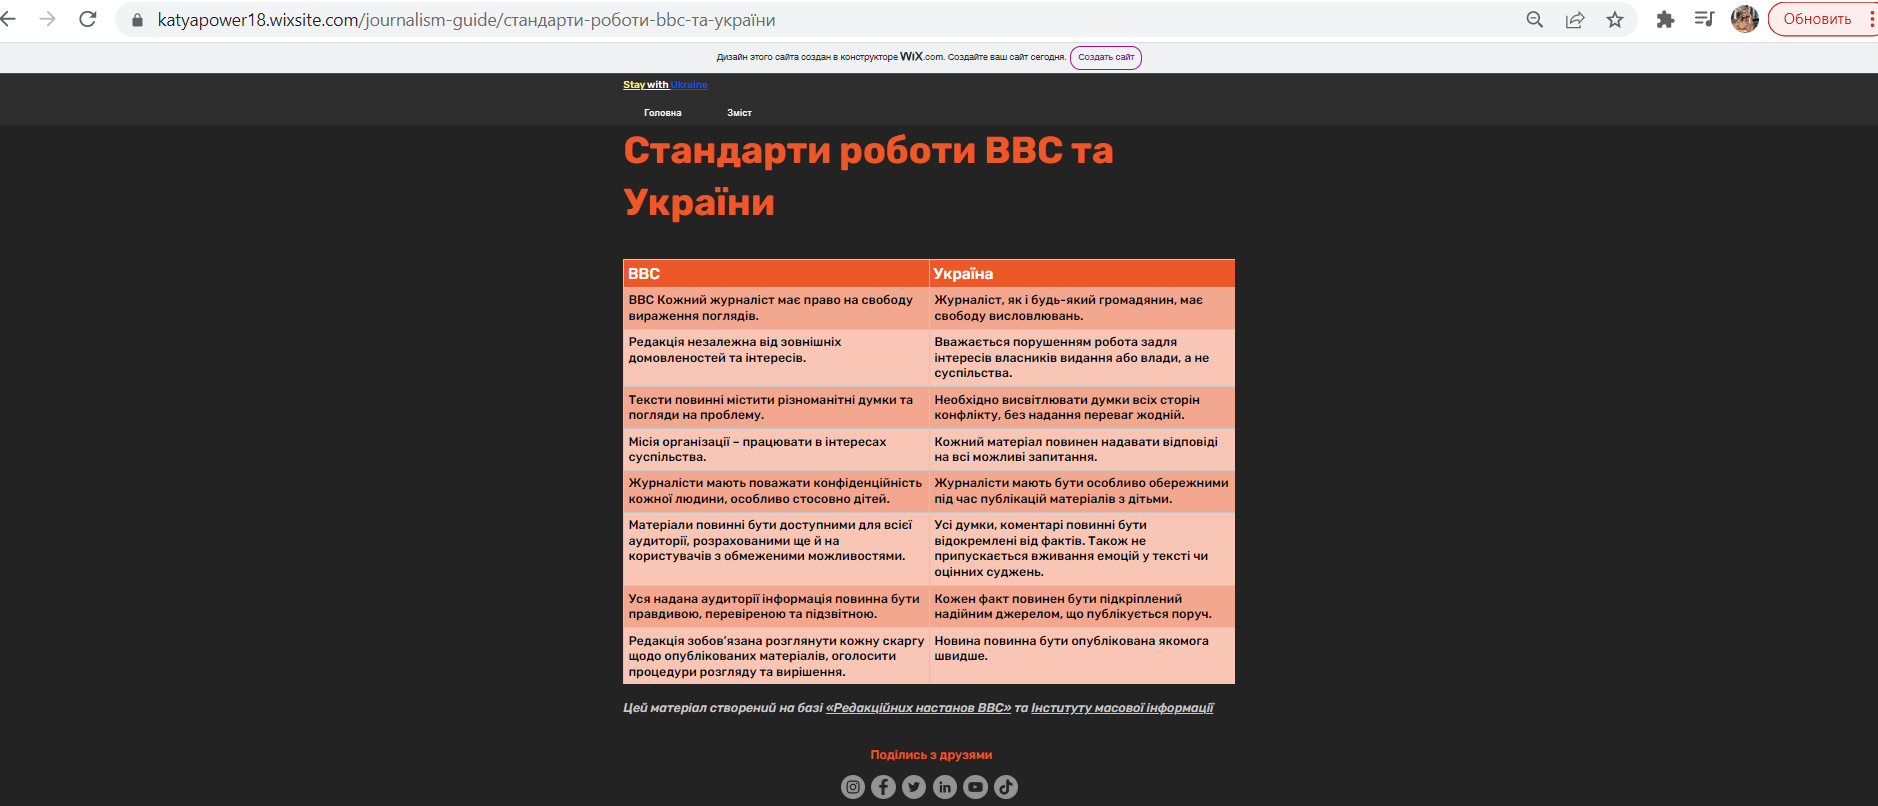 katyapower18.wixsite.com/journalism-guide/стандарти-роботи-bbc-та-україни
Обновить
Дизайн этого сайта создан в конструкторе WiX.com. Создайте ваш сайт сегодня. Создать сайт
Stay with Ukraine
Головна Зміст
Стандарти роботи BBC та
України
BBC
Україна
BBC Кожний журналіст має право на свободу
вираження поглядів.
Журналіст, як і будь-який громадянин, має
свободу висловлювань.
Редакція незалежна від зовнішніх
домовленостей та інтересів.
Вважається порушенням робота задля
інтересів власників видання або влади, а не
суспільства.
Тексти повинні містити різноманітні думки та
погляди на проблему.
Необхідно висвітлювати думки всіх сторін
конфлікту, без надання переваг жодній.
Місія організації – працювати в інтересах
суспільства.
Кожний матеріал повинен надавати відповіді
на всі можливі запитання.
Журналісти мають поважати конфіденційність
кожної людини, особливо стосовно дітей.
Журналісти мають бути особливо обережними
під час публікацій матеріалів з дітьми.
Матеріали повинні бути доступними для всієї
аудиторії, розрахованими ще й на
користувачів з обмеженими можливостями.
Усі думки, коментарі повинні бути
відокремлені від фактів. Також не
припускається вживання емоцій у тексті чи
оцінних суджень.
Уся надана аудиторії інформація повинна бути
правдивою, перевіреною та підзвітною.
Кожен факт повинен бути підкріплений
надійним джерелом, що публікується поруч.
Редакція зобов'язана розглянути кожну скаргу
щодо опублікованих матеріалів, оголосити
процедури розгляду та вирішення.
Новина повинна бути опублікована якомога
швидше.
Цей матеріал створений на базі «Редакційних настанов BBC» та Інституту масової інформації
Поділись з друзями